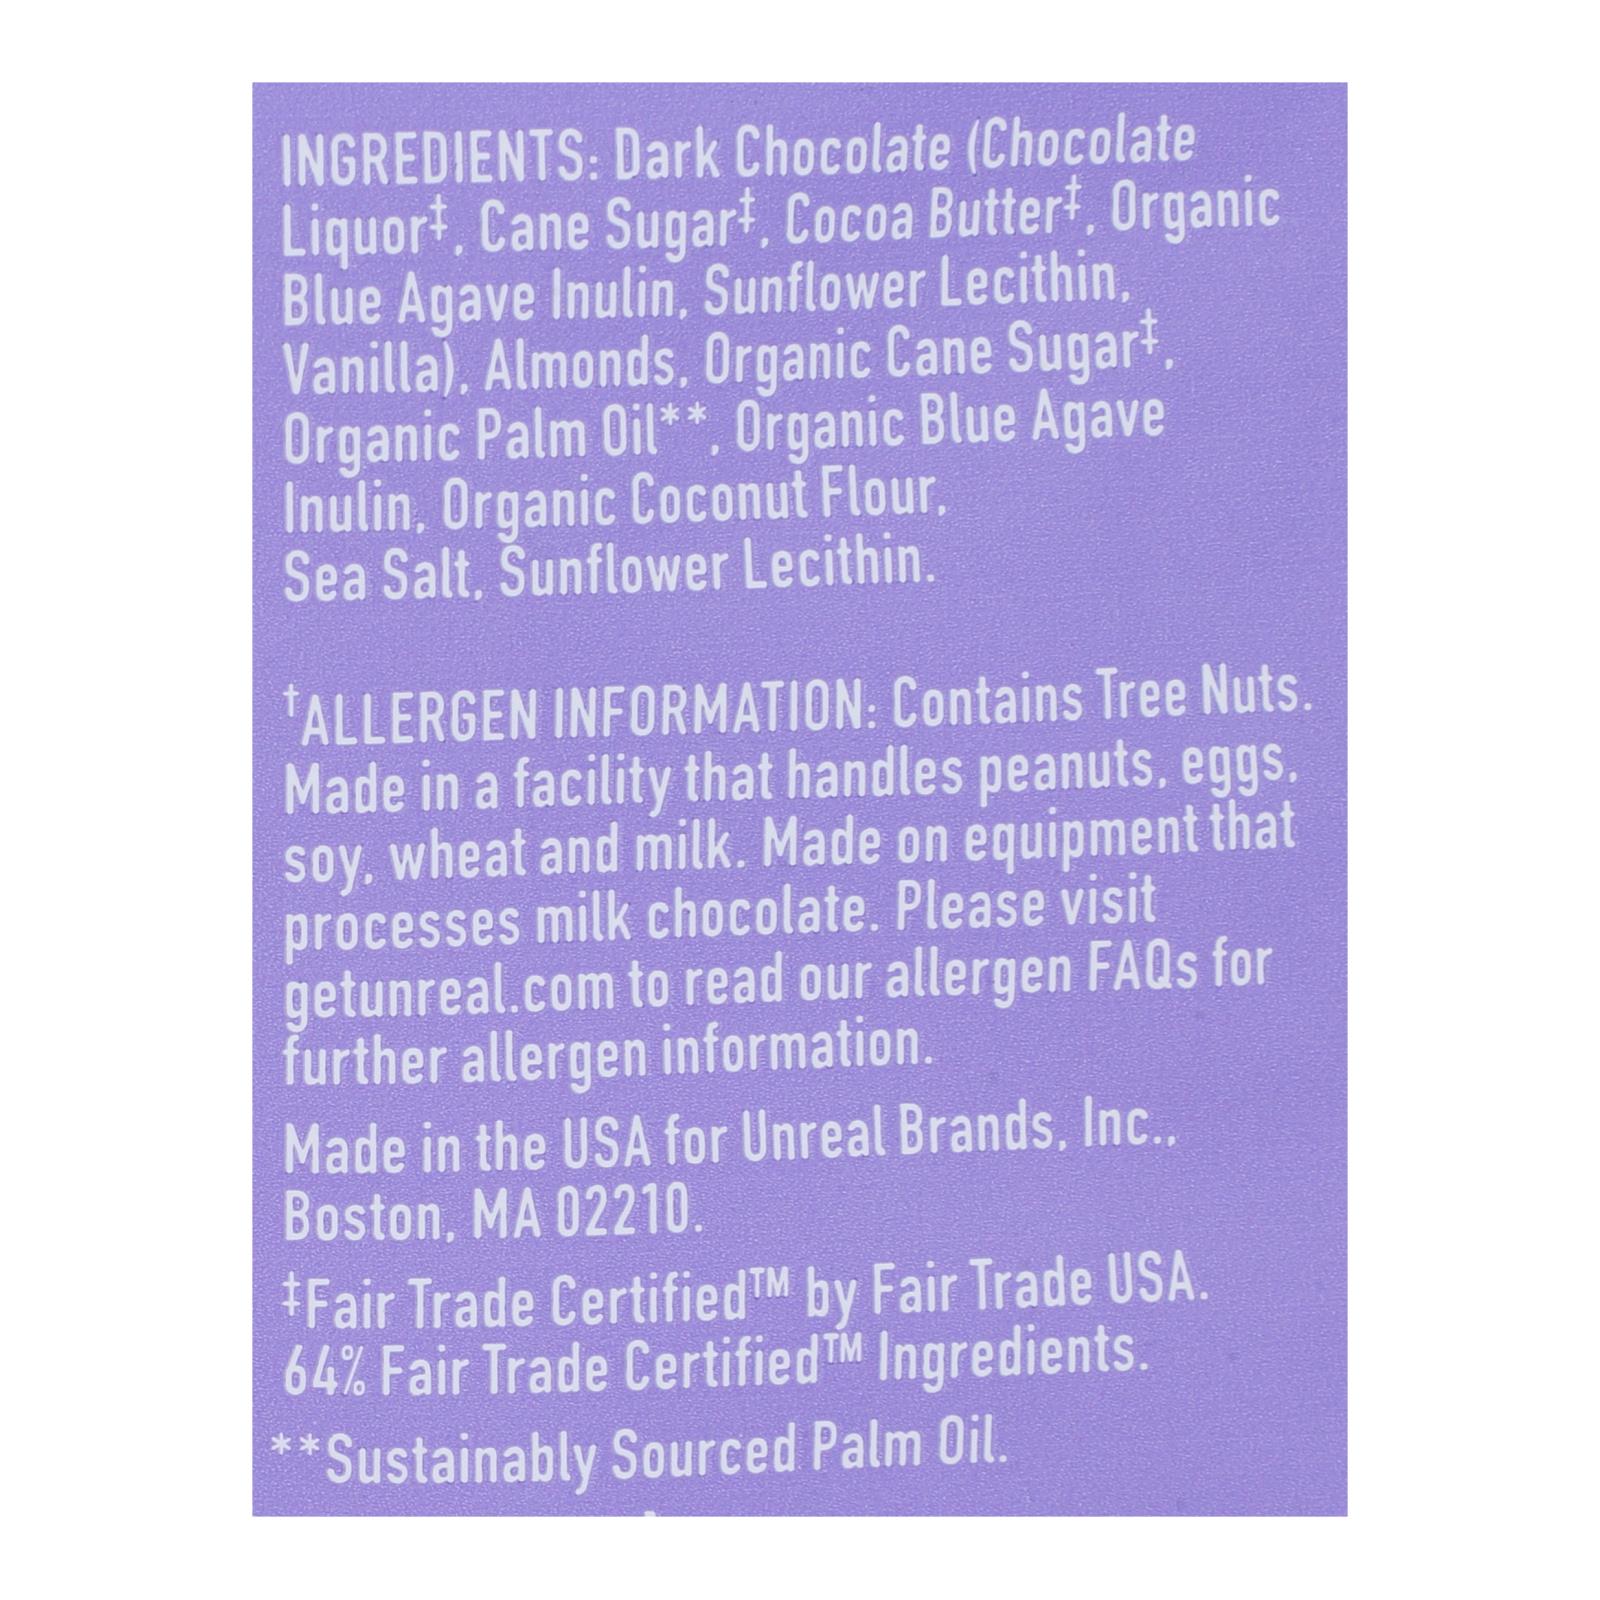 INGREDIENTS: Dark Chocolate (Chocolate
Liquor‡, Cane Sugar‡, Cocoa Butter‡, Organic
Blue Agave Inulin, Sunflower Lecithin,
Vanilla), Almonds, Organic Cane Sugar‡,
Organic Palm Oil**, Organic Blue Agave
Inulin, Organic Coconut Flour,
Sea Salt, Sunflower Lecithin.
†ALLERGEN INFORMATION: Contains Tree Nuts.
Made in a facility that handles peanuts, eggs,
soy, wheat and milk. Made on equipment that
processes milk chocolate. Please visit
getunreal.com to read our allergen FAQs for
further allergen information.
Made in the USA for Unreal Brands, Inc.,
Boston, MA 02210.
‡Fair Trade Certified™ by Fair Trade USA.
64% Fair Trade Certified™ Ingredients.
**Sustainably Sourced Palm Oil.